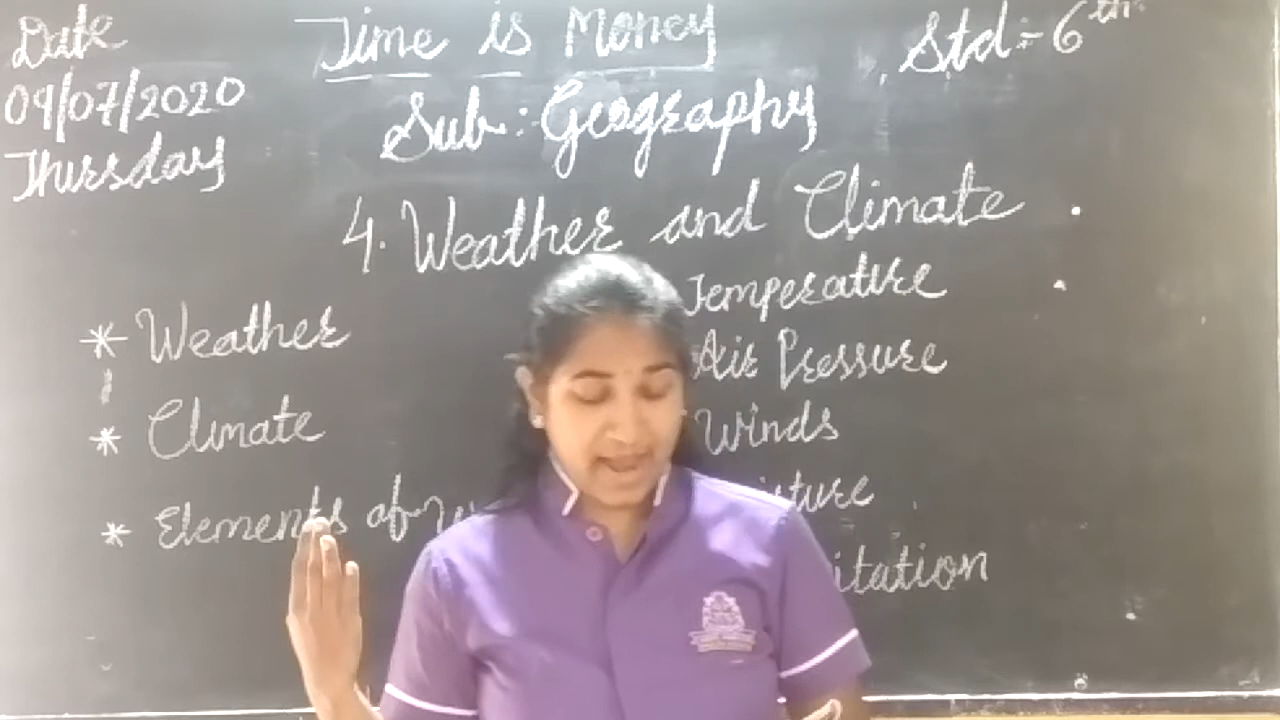 Date
09/07/2020
Thursday
Time is Money
Std:- 6th
Sub: Geography
4. Weather and Climate
* Weather
* Climate
* Elements of
Temperature
Air Pressure
Winds
sture
itation